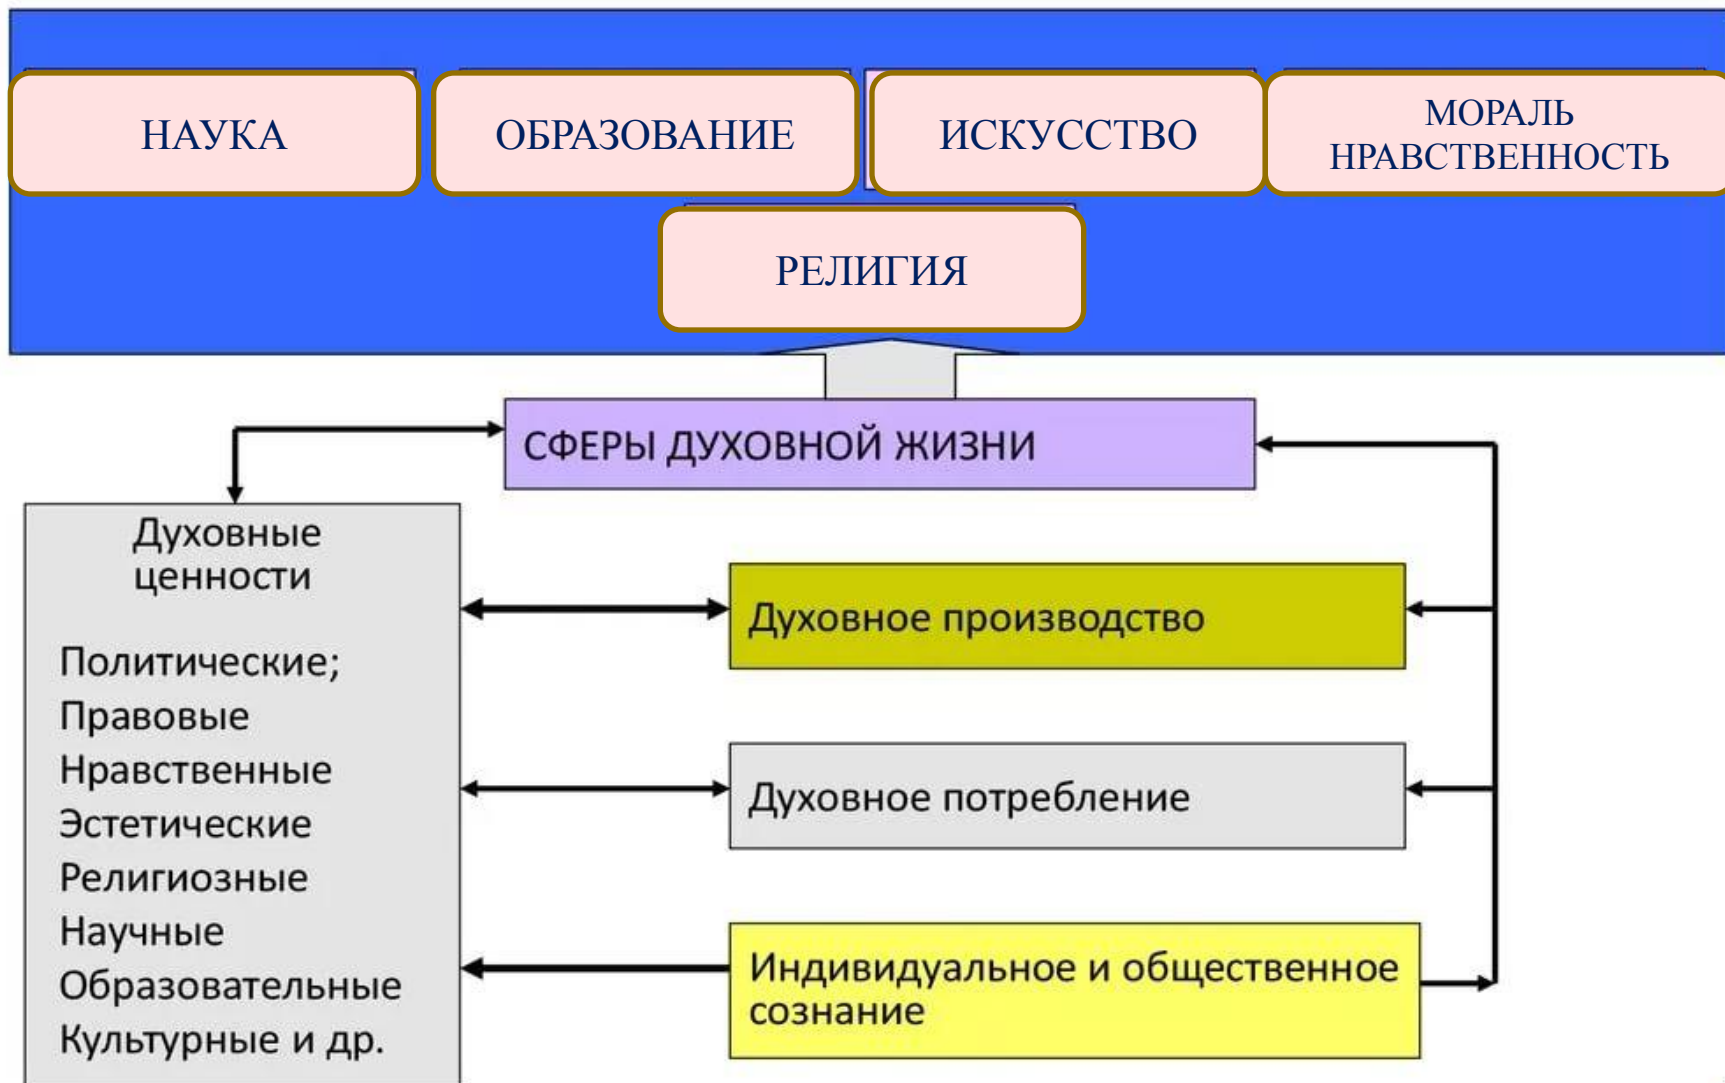 НАУКА
ОБРАЗОВАНИЕ
ИСКУССТВО
МОРАЛЬ
НРАВСТВЕННОСТЬ
РЕЛИГИЯ
СФЕРЫ ДУХОВНОЙ ЖИЗНИ
Духовные
ценности
Политические;
Правовые
Нравственные
Эстетические
Религиозные
Научные
Образовательные
Культурные и др.
Духовное производство
Духовное потребление
Индивидуальное и общественное
сознание